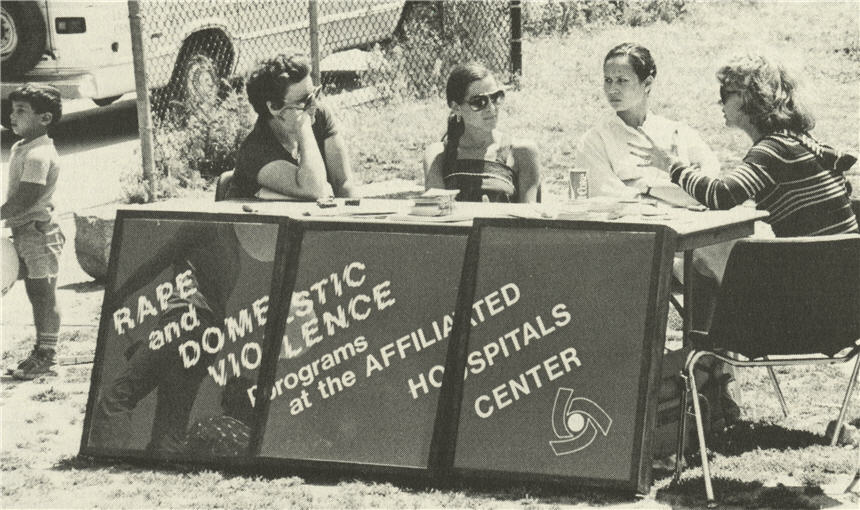 RAPE
and
DOMESTIC
VIOLENCE
programs
at the AFFILIATED
HOSPITALS
CENTER